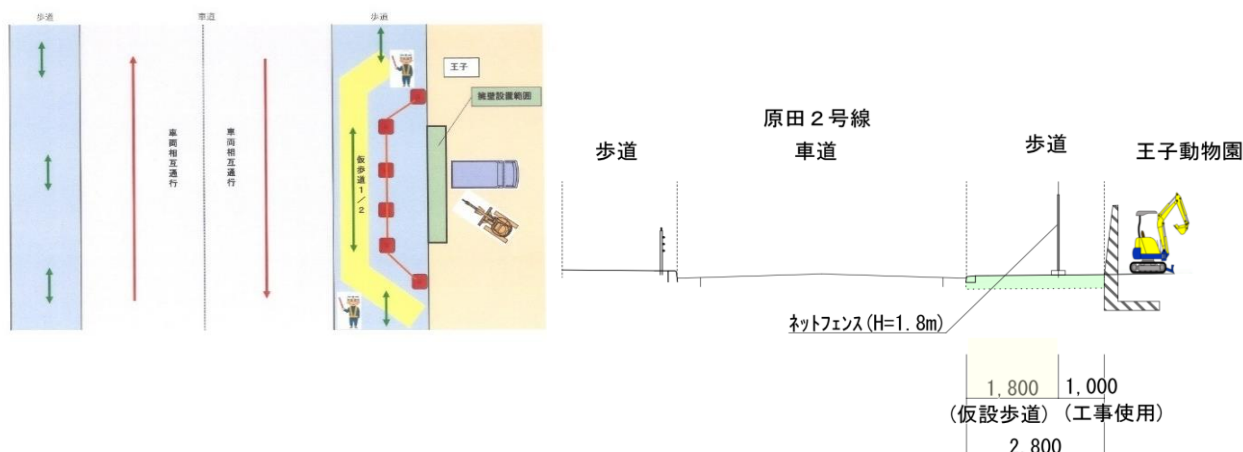 歩道
車道
歩道
王子
擁壁設置範囲
車両相互通行
車両相互通行
仮歩道1/2
原田2号線
歩道
車道
歩道
王子動物園
ネットフェンス(H=1.8m)
1,800
1,000
(仮設歩道)
(工事使用)
2,800